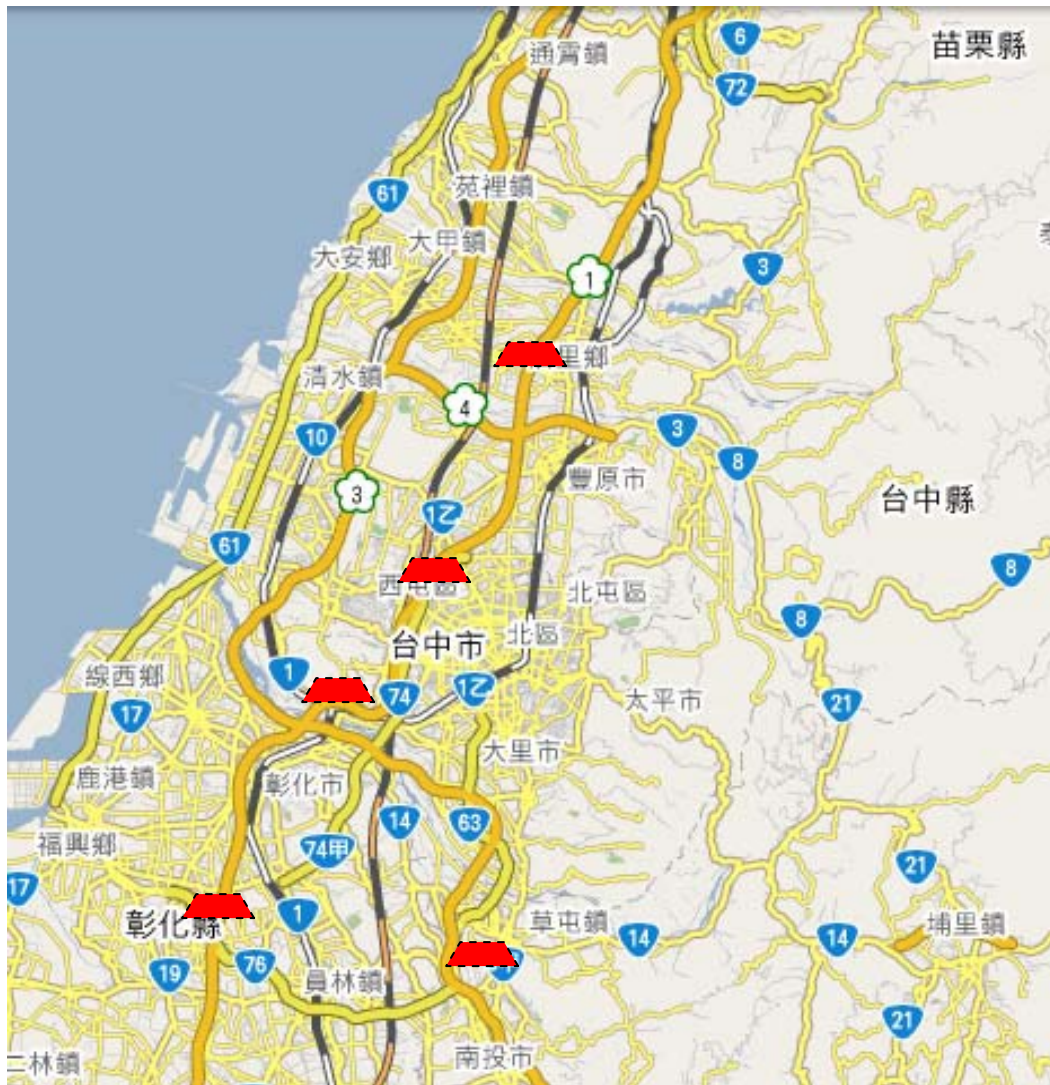 6
苗栗縣
通霄鎮
72
61
苑裡鎮
大甲鎮
大安鄉
3
1
里鄉
清水鎮
4
10
3
8
豐原市
3
台中縣
1乙
61
8
西屯區
北屯區
8
北區
台中市
1
線西鄉
74
1乙
太平市
21
17
大里市
鹿港鎮
彰化市
14
63
福興鄉
74甲
21
17
1
彰化縣
草屯鎮
14
14
埔里鎮
76
19
員林鎮
21
南投市
二林鎮